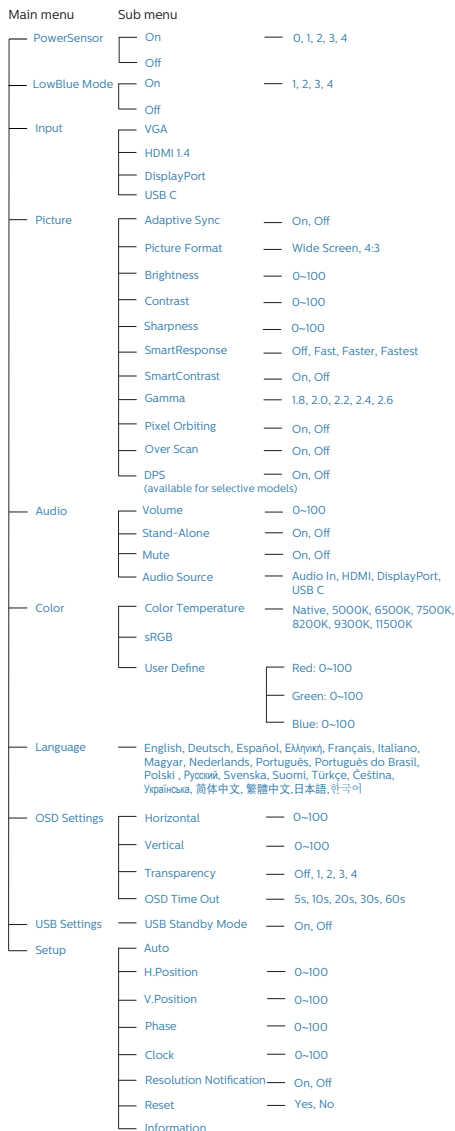 Main menu Sub menu
PowerSensor On 0, 1, 2, 3, 4
Off
LowBlue Mode On 1, 2, 3, 4
Off
Input VGA
HDMI 1.4
DisplayPort
USB C
Picture Adaptive Sync On, Off
Picture Format Wide Screen, 4:3
Brightness 0~100
Contrast 0~100
Sharpness 0~100
SmartResponse Off, Fast, Faster, Fastest
SmartContrast On, Off
Gamma 1.8, 2.0, 2.2, 2.4, 2.6
Pixel Orbiting On, Off
Over Scan On, Off
DPS On, Off
(available for selective models)
Audio Volume 0~100
Stand-Alone On, Off
Mute On, Off
Audio Source Audio In, HDMI, DisplayPort,
USB C
Color Color Temperature Native, 5000K, 6500K, 7500K,
8200K, 9300K, 11500K
sRGB
User Define Red: 0~100
Green: 0~100
Blue: 0~100
Language English, Deutsch, Español, Ελληνική, Français, Italiano,
Magyar, Nederlands, Português, Português do Brasil,
Polski , Русский, Svenska, Suomi, Türkçe, Čeština,
Українська, 简体中文, 繁體中文,日本語,한국어
OSD Settings Horizontal 0~100
Vertical 0~100
Transparency Off, 1, 2, 3, 4
OSD Time Out 5s, 10s, 20s, 30s, 60s
USB Settings USB Standby Mode On, Off
Setup Auto
H.Position 0~100
V.Position 0~100
Phase 0~100
Clock 0~100
Resolution Notification On, Off
Reset Yes, No
Information